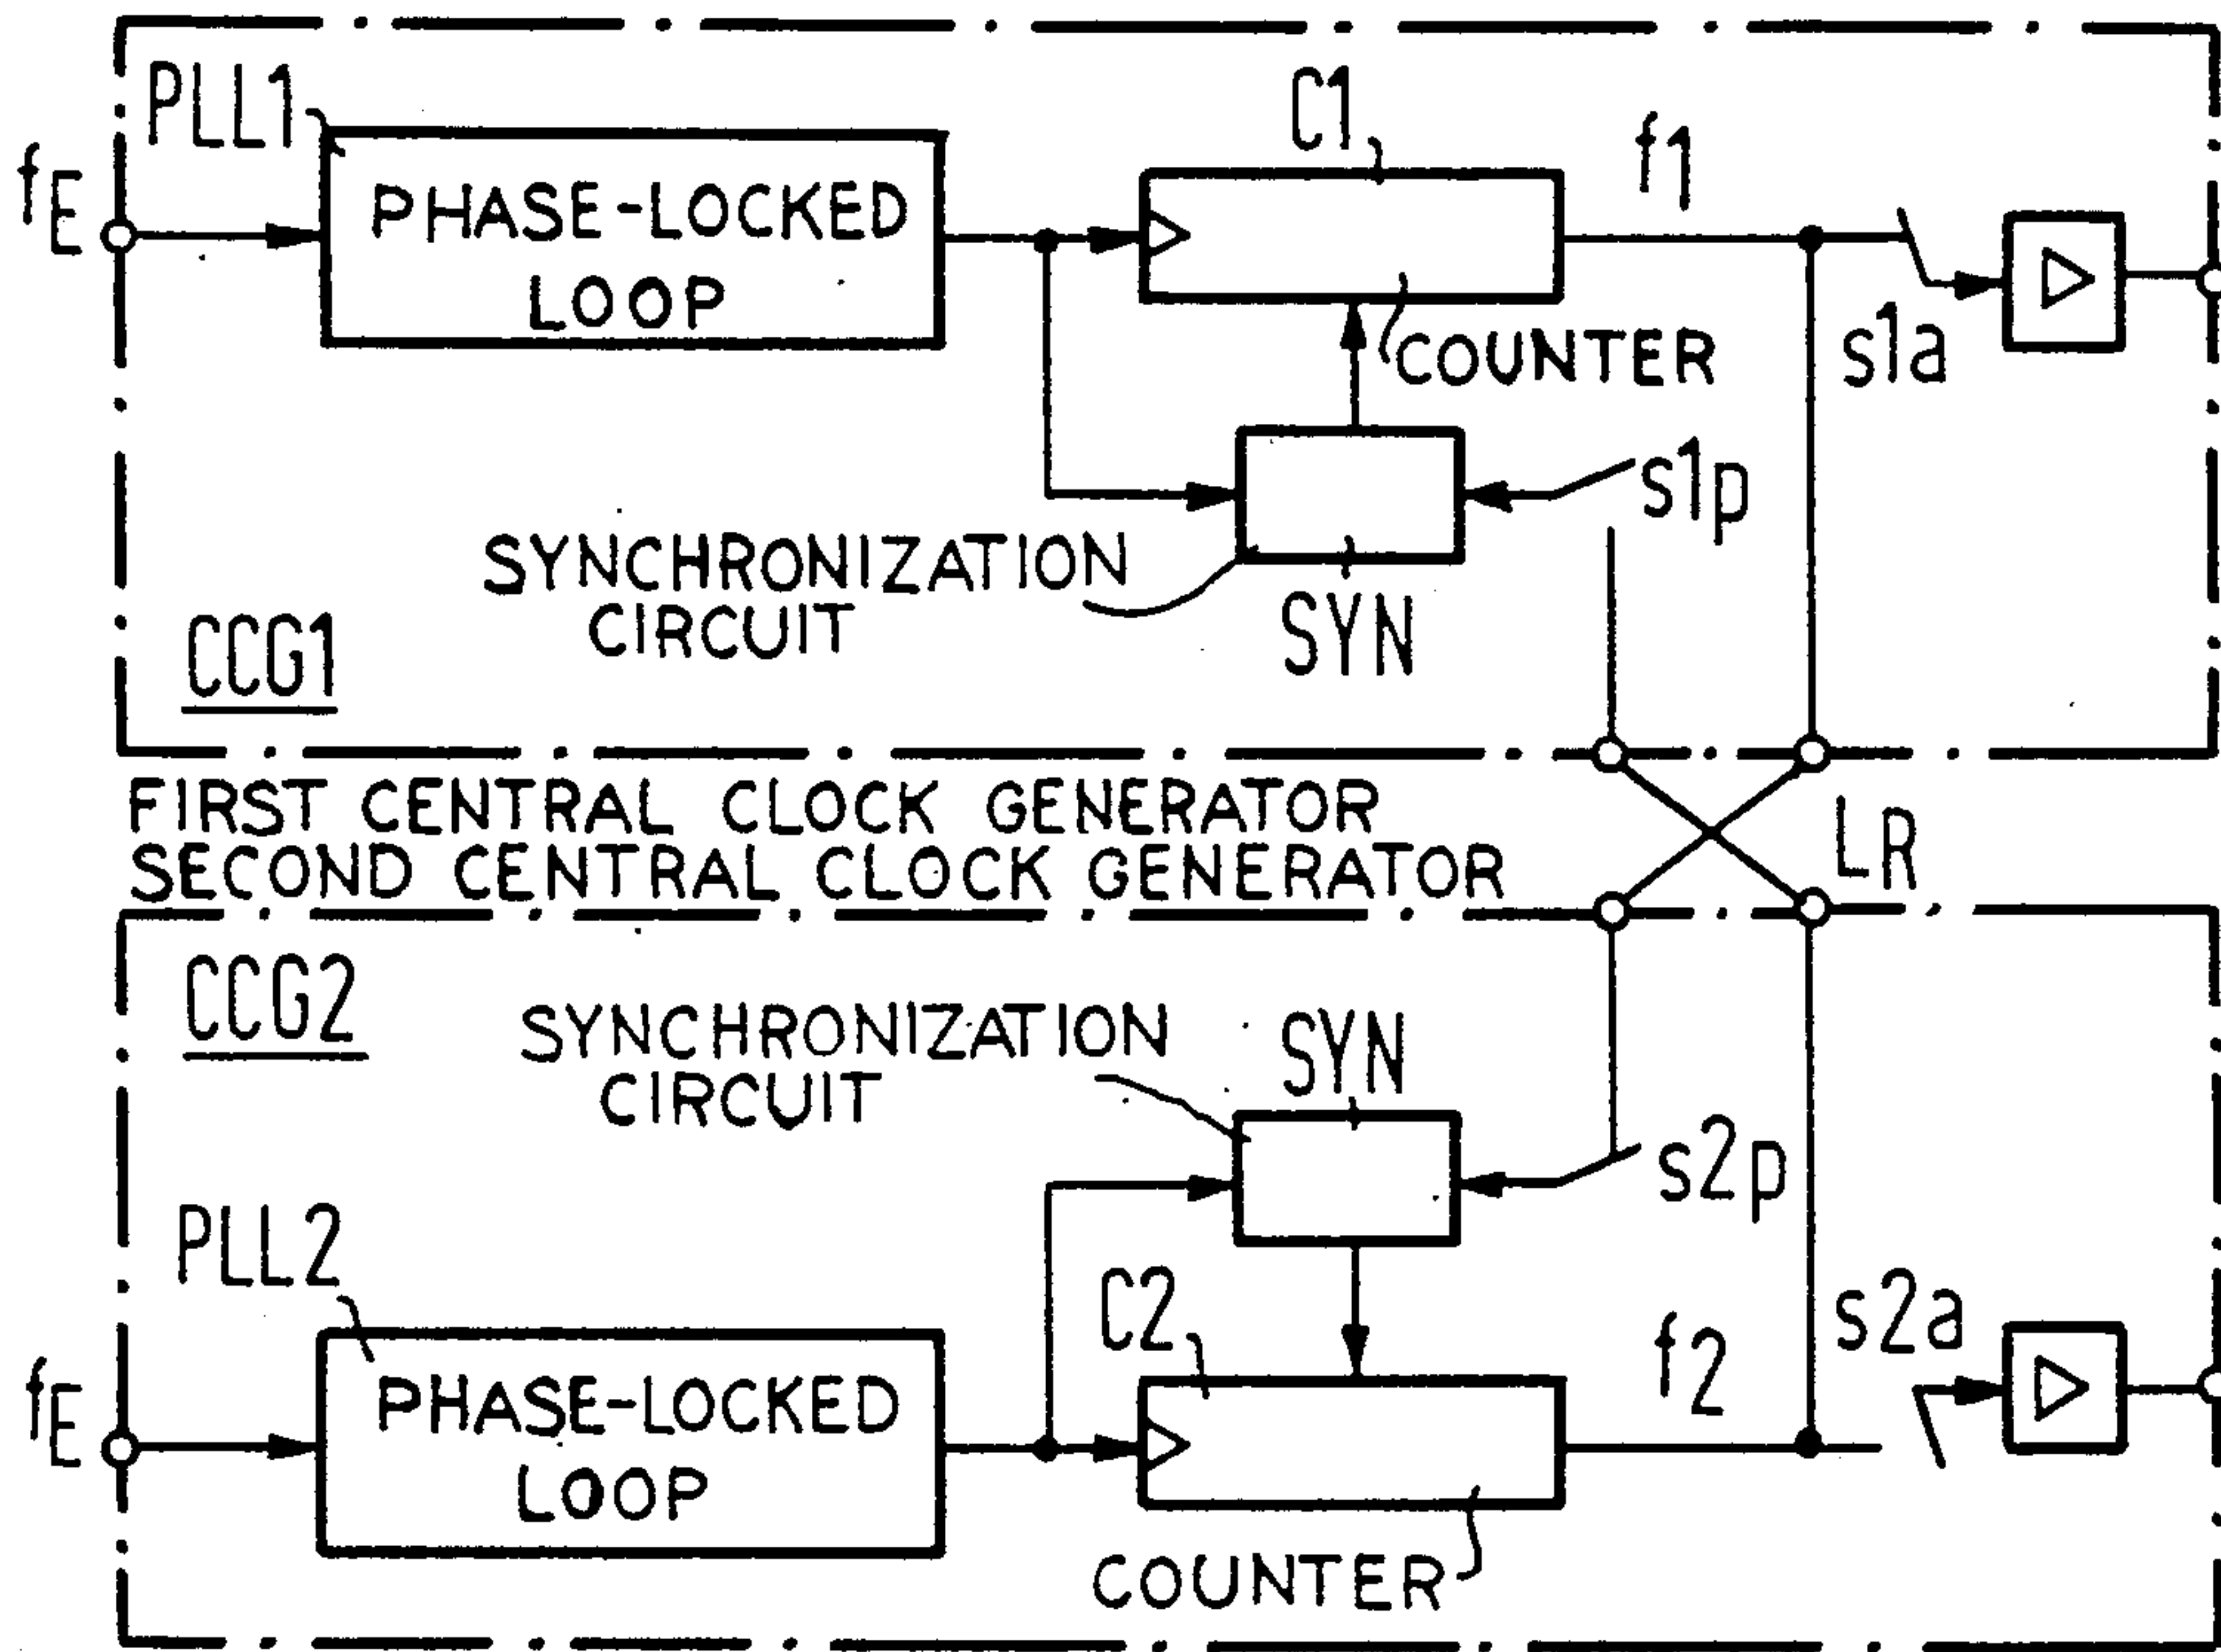 PLL1
fE
PHASE-LOCKED
LOOP
C1
f1
COUNTER
s1a
s1p
SYNCHRONIZATION
CIRCUIT
SYN
CCG1
FIRST CENTRAL CLOCK GENERATOR
SECOND CENTRAL CLOCK GENERATOR
LR
CCG2
SYNCHRONIZATION
CIRCUIT
SYN
s2p
PLL2
C2
f2
s2a
fE
PHASE-LOCKED
LOOP
COUNTER